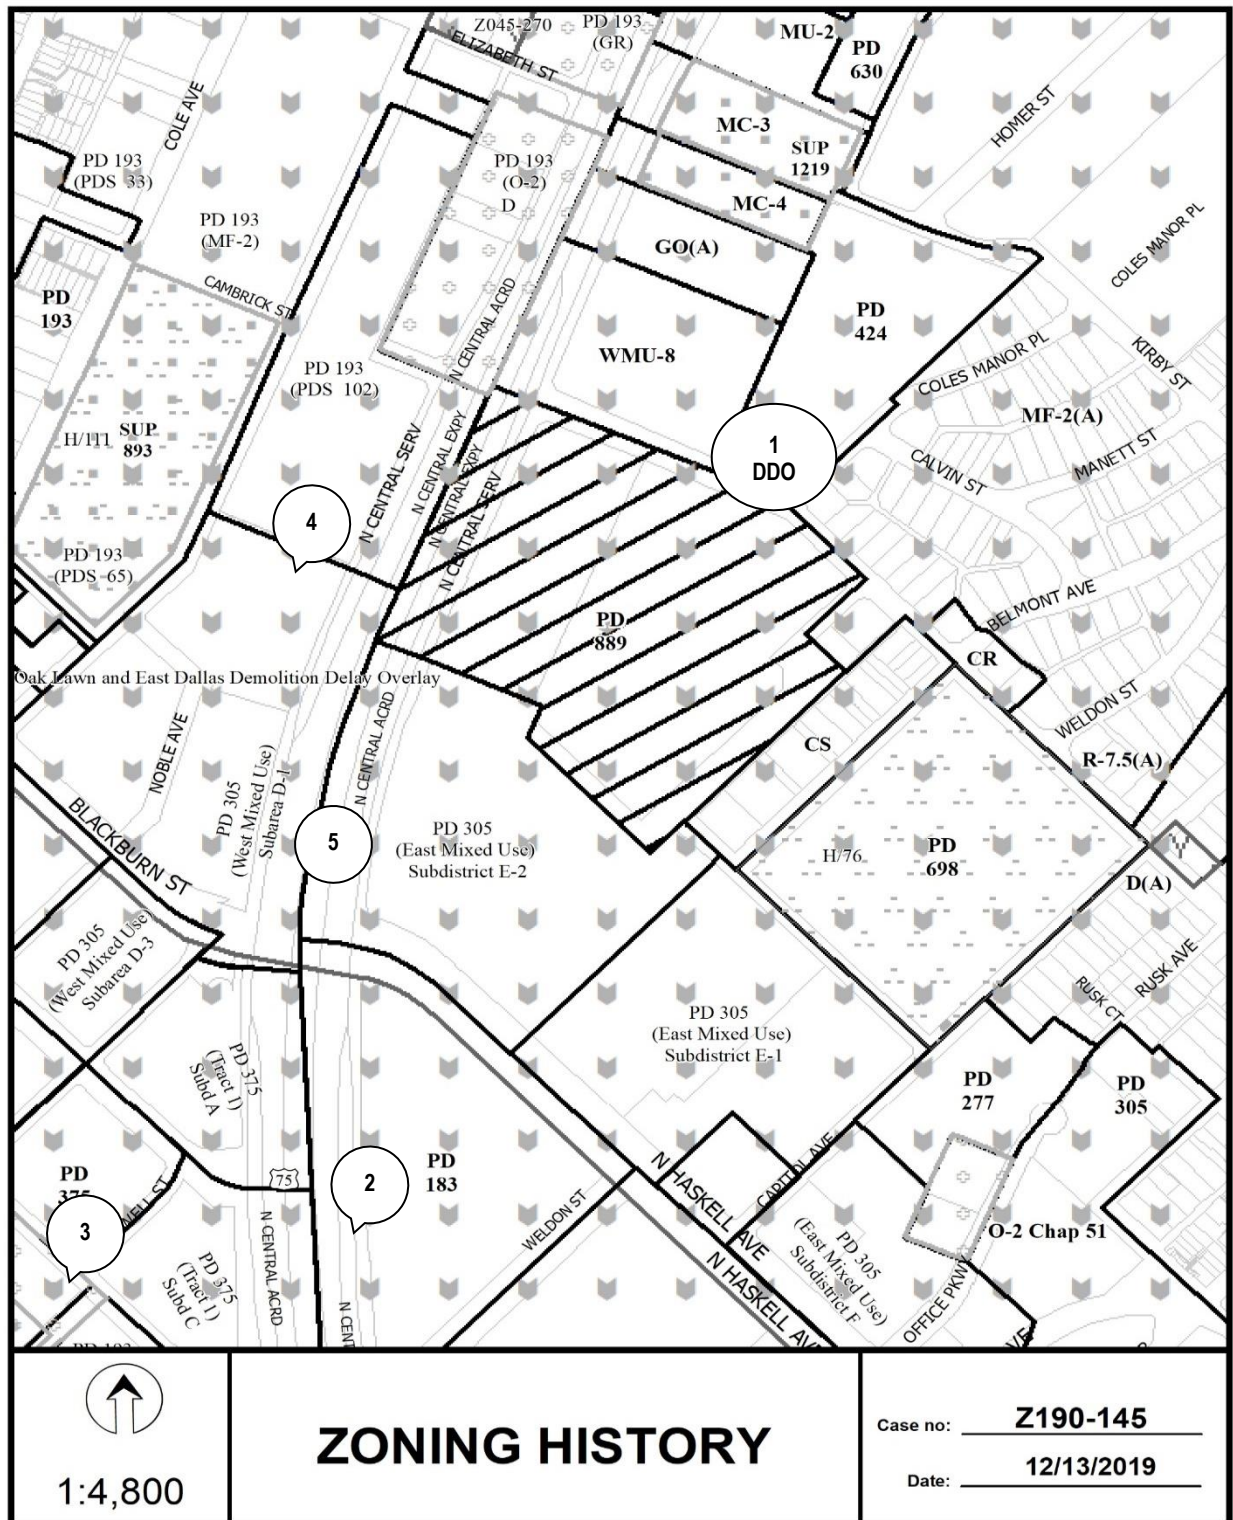 Z045-270
PD 193
(GR)
MU-2
PD
630
ELIZABETH ST
COLE AVE
HOMER ST
MC-3
SUP
1219
PD 193
(PDS 33)
PD 193
(O-2)
D
MC-4
PD 193
(MF-2)
GO(A)
COLES MANOR PL
CAMBRICK ST
PD
193
N CENTRAL ACRD
PD
424
WMU-8
COLES MANOR PL
KIRBY ST
PD 193
(PDS 102)
MF-2(A)
H/111
SUP
893
1
DDO
MANETT ST
CALVIN ST
N CENTRAL SERV
N CENTRAL EXPY
N CENTRAL EXPY
N CENTRAL SERV
4
PD 193
(PDS 65)
BELMONT AVE
PD
889
CR
Oak Lawn and East Dallas Demolition Delay Overlay
WELDON ST
N CENTRAL ACRD
NOBLE AVE
CS
R-7.5(A)
PD 305
(West Mixed Use)
Subarea D-1
BLACKBURN ST
5
PD 305
(East Mixed Use)
Subdistrict E-2
H/76
PD
698
D(A)
PD 305
(West Mixed Use)
Subarea D-3
RUSK AVE
RUSK CT
PD 305
(East Mixed Use)
Subdistrict E-1
PD 375
(Tract I)
Subd A
PD
277
PD
305
PD
75
2
PD
183
N HASKELL AVE
CAPITOL AVE
3
WELDON ST
O-2 Chap 51
N CENTRAL ACRD
PD 375
(Tract I)
Subd C
PD 305
(East Mixed Use)
Subdistrict F
OFFICE PKWY
N HASKELL AVE
N CENT
1:4,800
ZONING HISTORY
Case no: Z190-145
Date: 12/13/2019